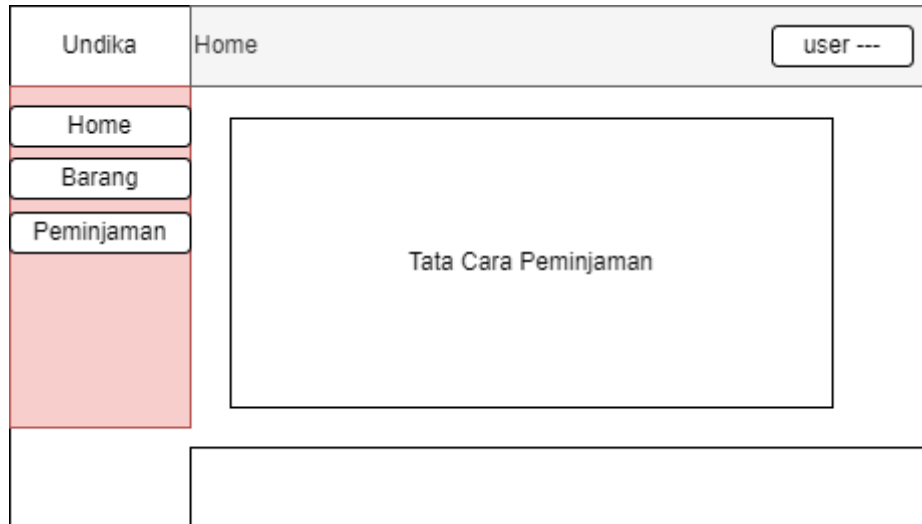 Undika
Home
user ---
Home
Barang
Peminjaman
Tata Cara Peminjaman